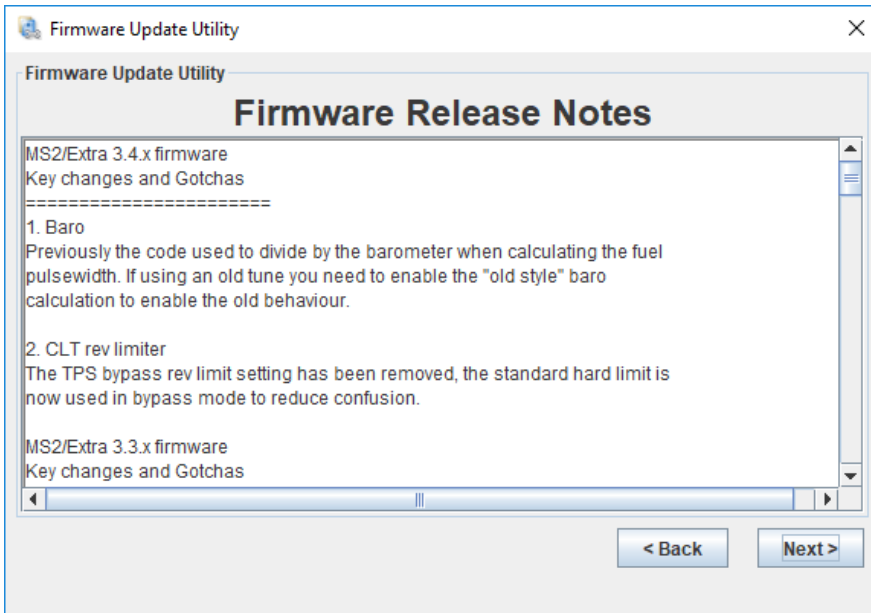 Firmware Update Utility
Firmware Update Utility
Firmware Release Notes
MS2/Extra 3.4.x firmware
Key changes and Gotchas
=======================
1. Baro
Previously the code used to divide by the barometer when calculating the fuel
pulsewidth. If using an old tune you need to enable the "old style" baro
calculation to enable the old behaviour.
2. CLT rev limiter
The TPS bypass rev limit setting has been removed, the standard hard limit is
now used in bypass mode to reduce confusion.
MS2/Extra 3.3.x firmware
Key changes and Gotchas
< Back
Next >